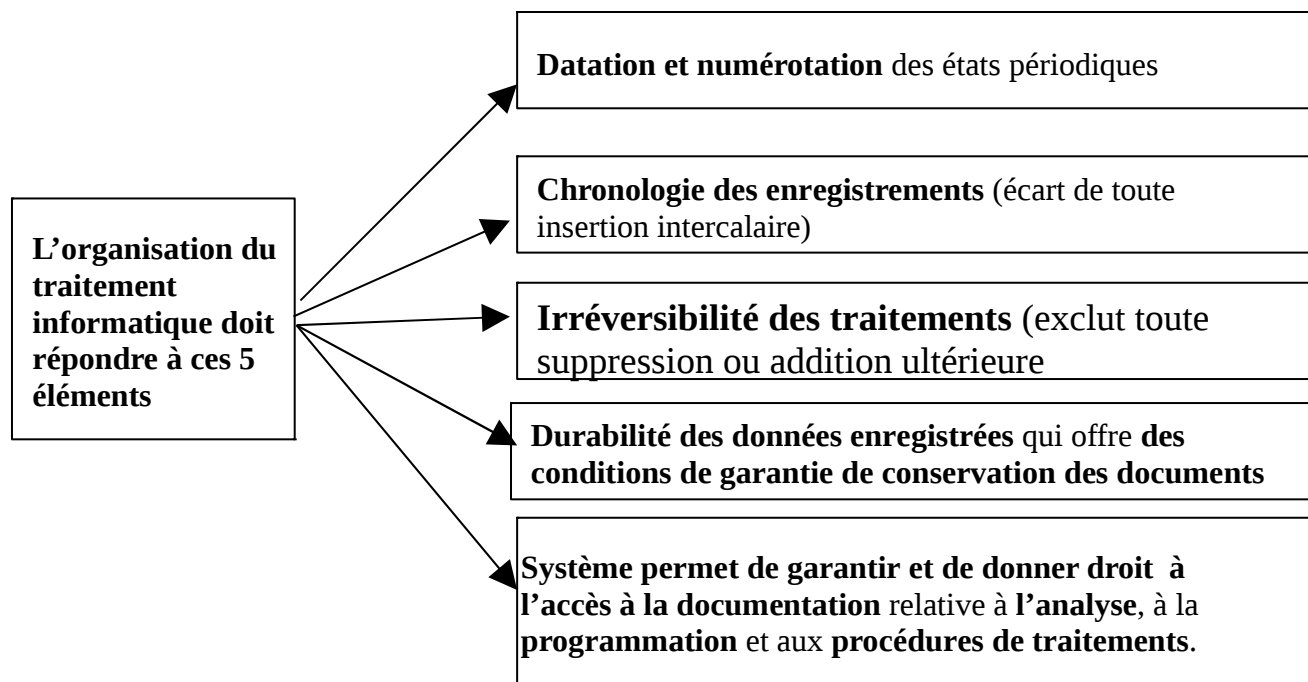 L’organisation du
traitement
informatique doit
répondre à ces 5
éléments
Datation et numérotation des états périodiques
Chronologie des enregistrements (écart de toute
insertion intercalaire)
Irréversibilité des traitements (exclut toute
suppression ou addition ultérieure
Durabilité des données enregistrées qui offre des
conditions de garantie de conservation des documents
Système permet de garantir et de donner droit  à
l’accès à la documentation relative à l’analyse, à la
programmation et aux procédures de traitements.